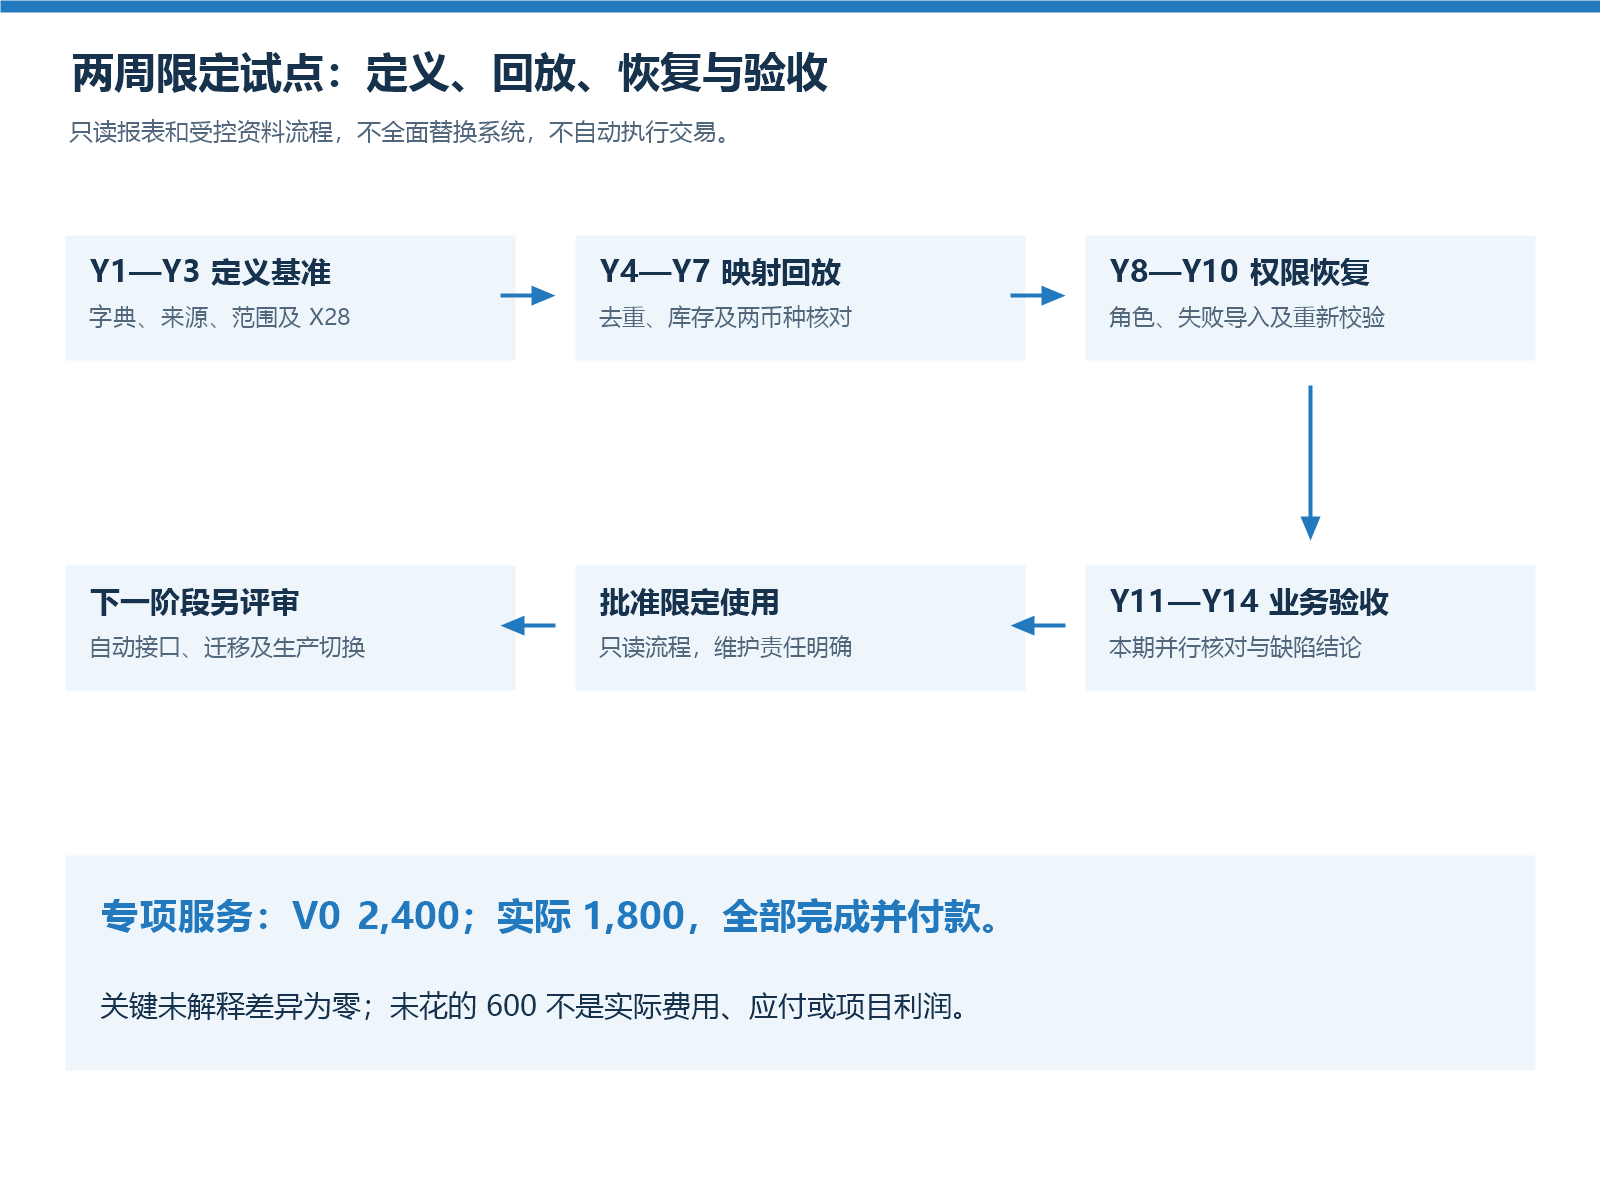 两周限定试点：定义、回放、恢复与验收
只读报表和受控资料流程，不全面替换系统，不自动执行交易。
Y1—Y3 定义基准
字典、来源、范围及 X28
Y4—Y7 映射回放
去重、库存及两币种核对
Y8—Y10 权限恢复
角色、失败导入及重新校验
Y11—Y14 业务验收
本期并行核对与缺陷结论
批准限定使用
只读流程，维护责任明确
下一阶段另评审
自动接口、迁移及生产切换
专项服务：V0 2,400；实际 1,800，全部完成并付款。
关键未解释差异为零；未花的 600 不是实际费用、应付或项目利润。